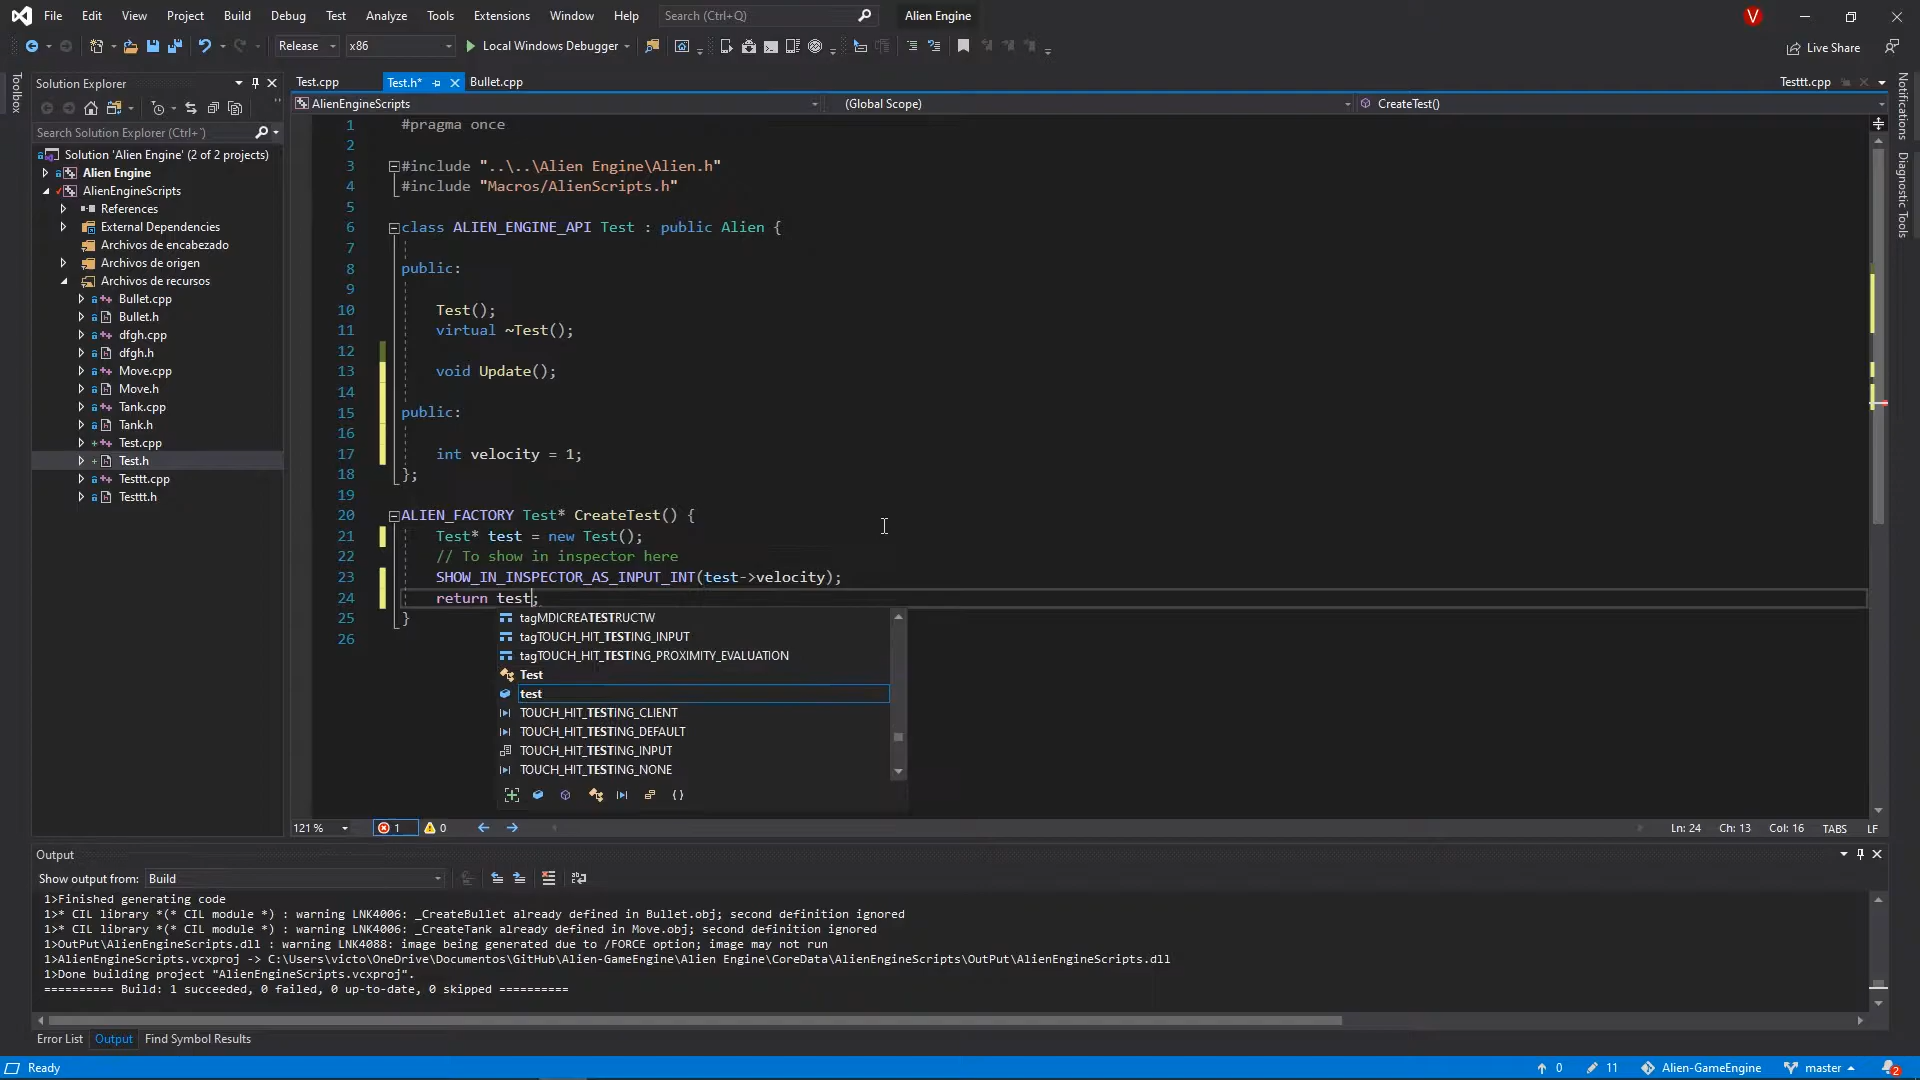 File Edit View Project Build Debug Test Analyze Tools Extensions Window Help Search (Ctrl+Q) Alien Engine V
Release x86 Local Windows Debugger Live Share
Toolbox
Solution Explorer
Search Solution Explorer (Ctrl+´)
Solution 'Alien Engine' (2 of 2 projects)
Alien Engine
AlienEngineScripts
References
External Dependencies
Archivos de encabezado
Archivos de origen
Archivos de recursos
Bullet.cpp
Bullet.h
dfgh.cpp
dfgh.h
Move.cpp
Move.h
Tank.cpp
Tank.h
Test.cpp
Test.h
Testtt.cpp
Testtt.h
Test.cpp Test.h* Bullet.cpp Testtt.cpp
AlienEngineScripts (Global Scope) CreateTest()
1 #pragma once
2
3 #include "..\..\Alien Engine\Alien.h"
4 #include "Macros/AlienScripts.h"
5
6 class ALIEN_ENGINE_API Test : public Alien {
7
8 public:
9
10 Test();
11 virtual ~Test();
12
13 void Update();
14
15 public:
16
17 int velocity = 1;
18 };
19
20 ALIEN_FACTORY Test* CreateTest() {
21 Test* test = new Test();
22 // To show in inspector here
23 SHOW_IN_INSPECTOR_AS_INPUT_INT(test->velocity);
24 return test;
25 }
26
tagMDICREATESTRUCTW
tagTOUCH_HIT_TESTING_INPUT
tagTOUCH_HIT_TESTING_PROXIMITY_EVALUATION
Test
test
TOUCH_HIT_TESTING_CLIENT
TOUCH_HIT_TESTING_DEFAULT
TOUCH_HIT_TESTING_INPUT
TOUCH_HIT_TESTING_NONE
Notifications
Diagnostic Tools
121 % 1 0 Ln: 24 Ch: 13 Col: 16 TABS LF
Output
Show output from: Build
1>Finished generating code
1>* CIL library *(* CIL module *) : warning LNK4006: _CreateBullet already defined in Bullet.obj; second definition ignored
1>* CIL library *(* CIL module *) : warning LNK4006: _CreateTank already defined in Move.obj; second definition ignored
1>OutPut\AlienEngineScripts.dll : warning LNK4088: image being generated due to /FORCE option; image may not run
1>AlienEngineScripts.vcxproj -> C:\Users\victo\OneDrive\Documentos\GitHub\Alien-GameEngine\Alien Engine\CoreData\AlienEngineScripts\OutPut\AlienEngineScripts.dll
1>Done building project "AlienEngineScripts.vcxproj".
========== Build: 1 succeeded, 0 failed, 0 up-to-date, 0 skipped ==========
Error List Output Find Symbol Results
Ready 0 11 Alien-GameEngine master 2